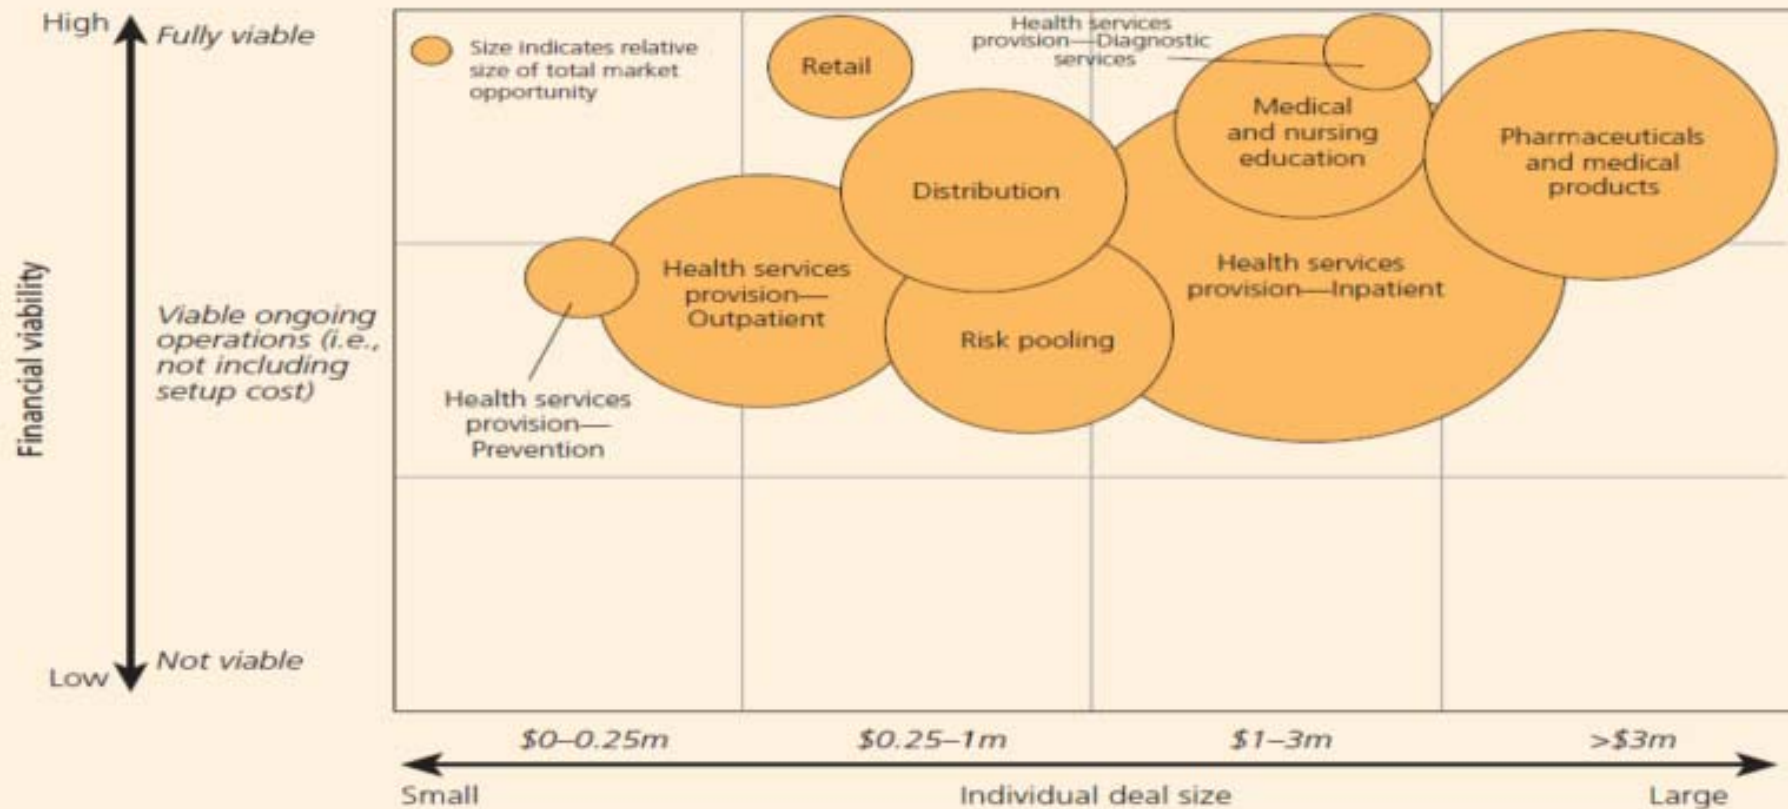 High
Fully viable
Size indicates relative
size of total market
opportunity
Retail
Health services
provision—Diagnostic
services
Medical
and nursing
education
Pharmaceuticals
and medical
products
Distribution
Health services
provision—
Outpatient
Health services
provision—Inpatient
Risk pooling
Financial viability
Viable ongoing
operations (i.e.,
not including
setup cost)
Health services
provision—
Prevention
Not viable
Low
$0–0.25m
$0.25–1m
$1–3m
>$3m
Small
Individual deal size
Large